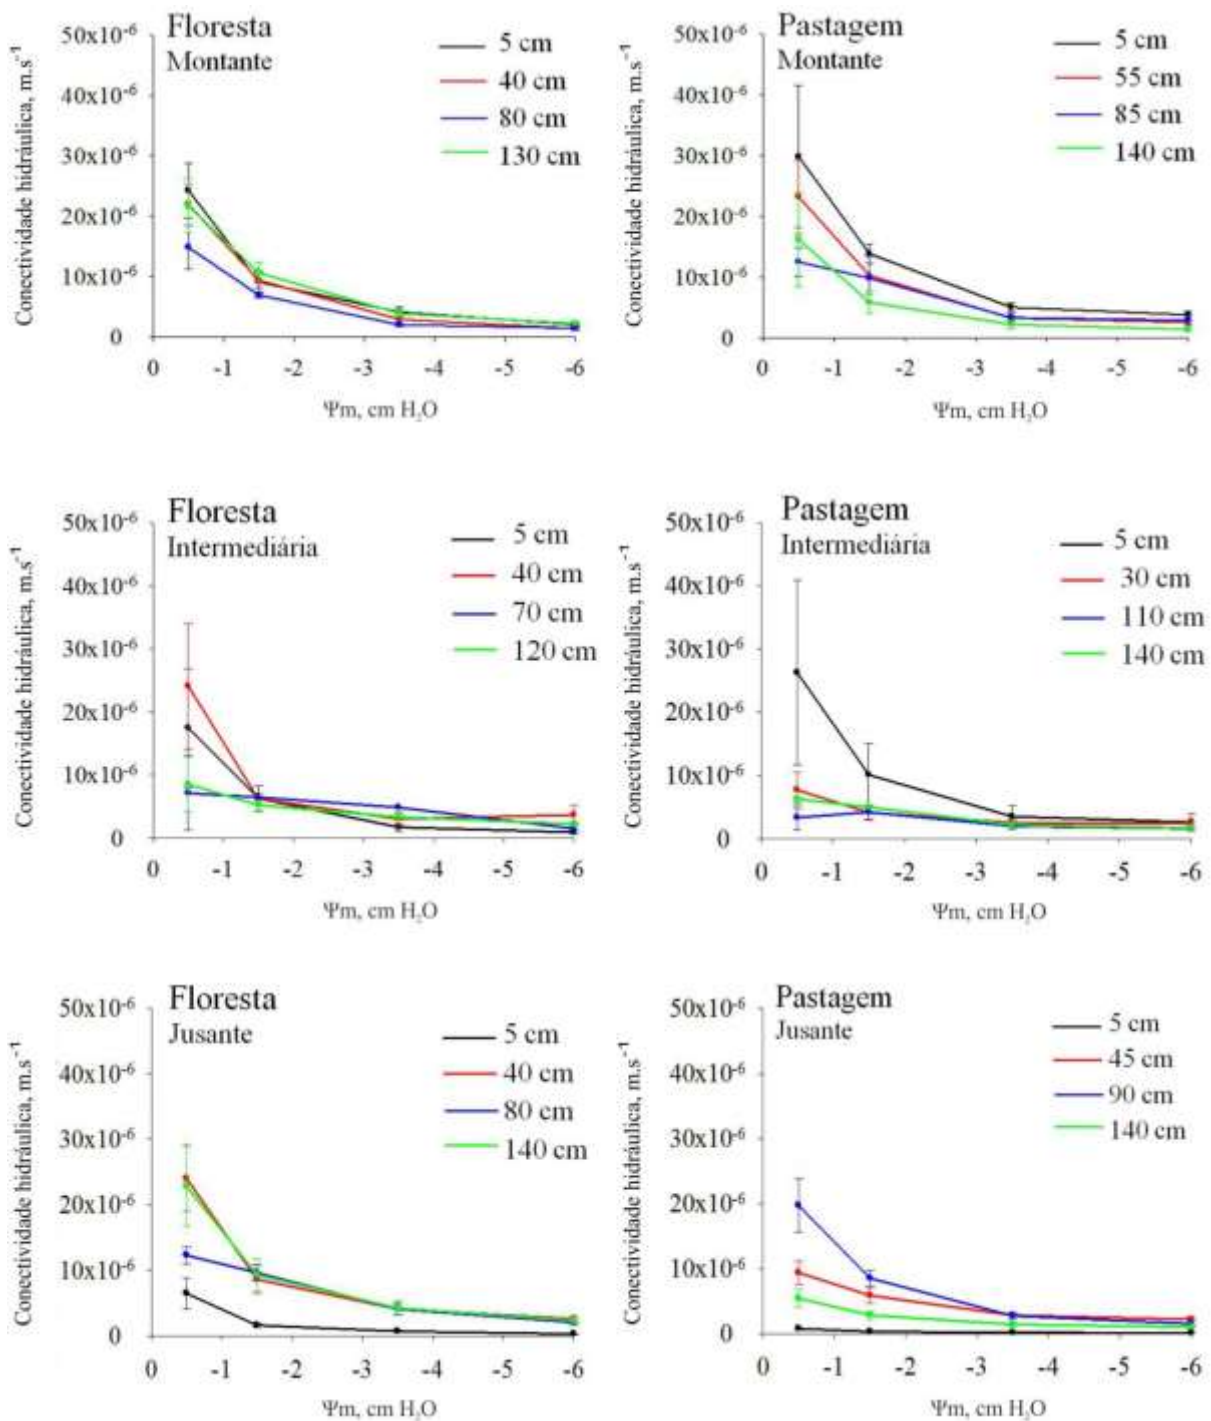 Floresta
Montante
Conectividade hidráulica, m.s⁻¹
50x10⁻⁶
40x10⁻⁶
30x10⁻⁶
20x10⁻⁶
10x10⁻⁶
0
5 cm
40 cm
80 cm
130 cm
0 -1 -2 -3 -4 -5 -6
Ψm, cm H₂O
Pastagem
Montante
Conectividade hidráulica, m.s⁻¹
50x10⁻⁶
40x10⁻⁶
30x10⁻⁶
20x10⁻⁶
10x10⁻⁶
0
5 cm
55 cm
85 cm
140 cm
0 -1 -2 -3 -4 -5 -6
Ψm, cm H₂O
Floresta
Intermediária
Conectividade hidráulica, m.s⁻¹
50x10⁻⁶
40x10⁻⁶
30x10⁻⁶
20x10⁻⁶
10x10⁻⁶
0
5 cm
40 cm
70 cm
120 cm
0 -1 -2 -3 -4 -5 -6
Ψm, cm H₂O
Pastagem
Intermediária
Conectividade hidráulica, m.s⁻¹
50x10⁻⁶
40x10⁻⁶
30x10⁻⁶
20x10⁻⁶
10x10⁻⁶
0
5 cm
30 cm
110 cm
140 cm
0 -1 -2 -3 -4 -5 -6
Ψm, cm H₂O
Floresta
Jusante
Conectividade hidráulica, m.s⁻¹
50x10⁻⁶
40x10⁻⁶
30x10⁻⁶
20x10⁻⁶
10x10⁻⁶
0
5 cm
40 cm
80 cm
140 cm
0 -1 -2 -3 -4 -5 -6
Ψm, cm H₂O
Pastagem
Jusante
Conectividade hidráulica, m.s⁻¹
50x10⁻⁶
40x10⁻⁶
30x10⁻⁶
20x10⁻⁶
10x10⁻⁶
0
5 cm
45 cm
90 cm
140 cm
0 -1 -2 -3 -4 -5 -6
Ψm, cm H₂O